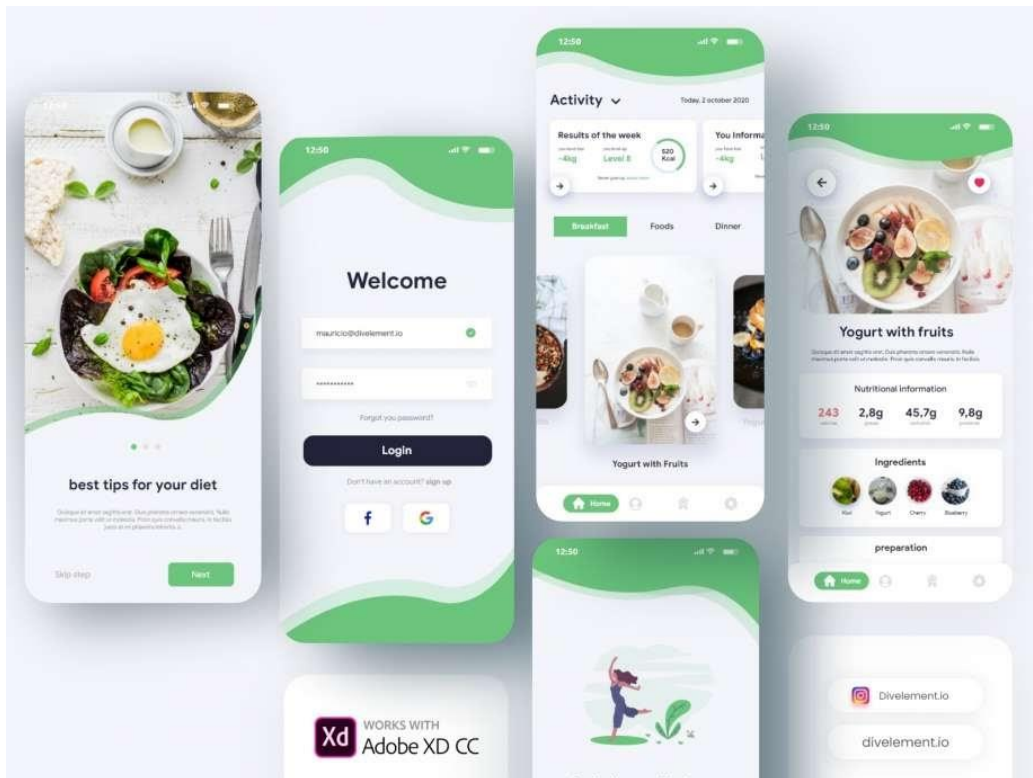 12:50
best tips for your diet
Skip step
Next
12:50
Welcome
mauricio@divelement.io
***********
Forgot you password?
Login
Don't have an account? sign up
f
G
Xd
WORKS WITH
Adobe XD CC
12:50
Activity
Today, 2 october 2020
Results of the week
-4kg
Level 8
520
Kcal
You Informa
-4kg
Breakfast
Foods
Dinner
Yogurt with Fruits
Home
12:50
12:50
Yogurt with fruits
Nutritional information
243
2,8g
45,7g
9,8g
Ingredients
Kiwi
Yogurt
Cherry
Blueberry
preparation
Home
Divelement.io
divelement.io